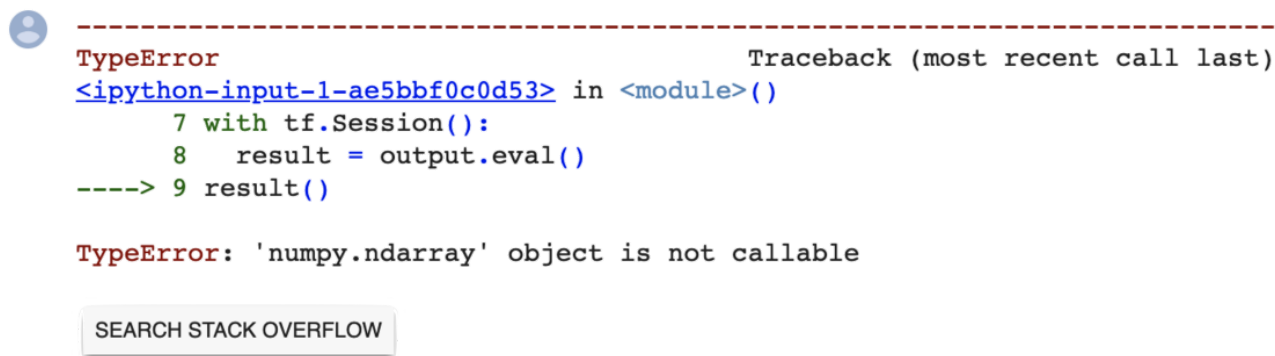 ---------------------------------------------------------------------------
TypeError                                 Traceback (most recent call last)
<ipython-input-1-ae5bbf0c0d53> in <module>()
      7 with tf.Session():
      8   result = output.eval()
----> 9 result()
TypeError: 'numpy.ndarray' object is not callable
SEARCH STACK OVERFLOW